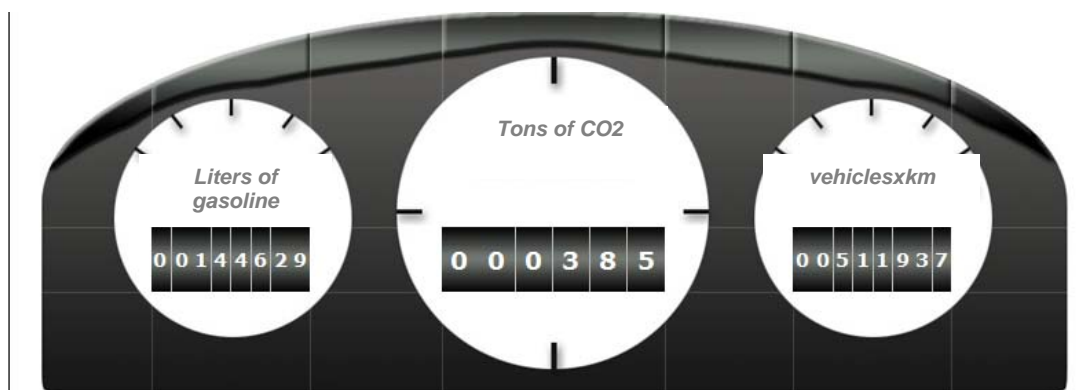 Tons of CO2
Liters of
gasoline
vehiclesxkm
00144629
000385
00511937